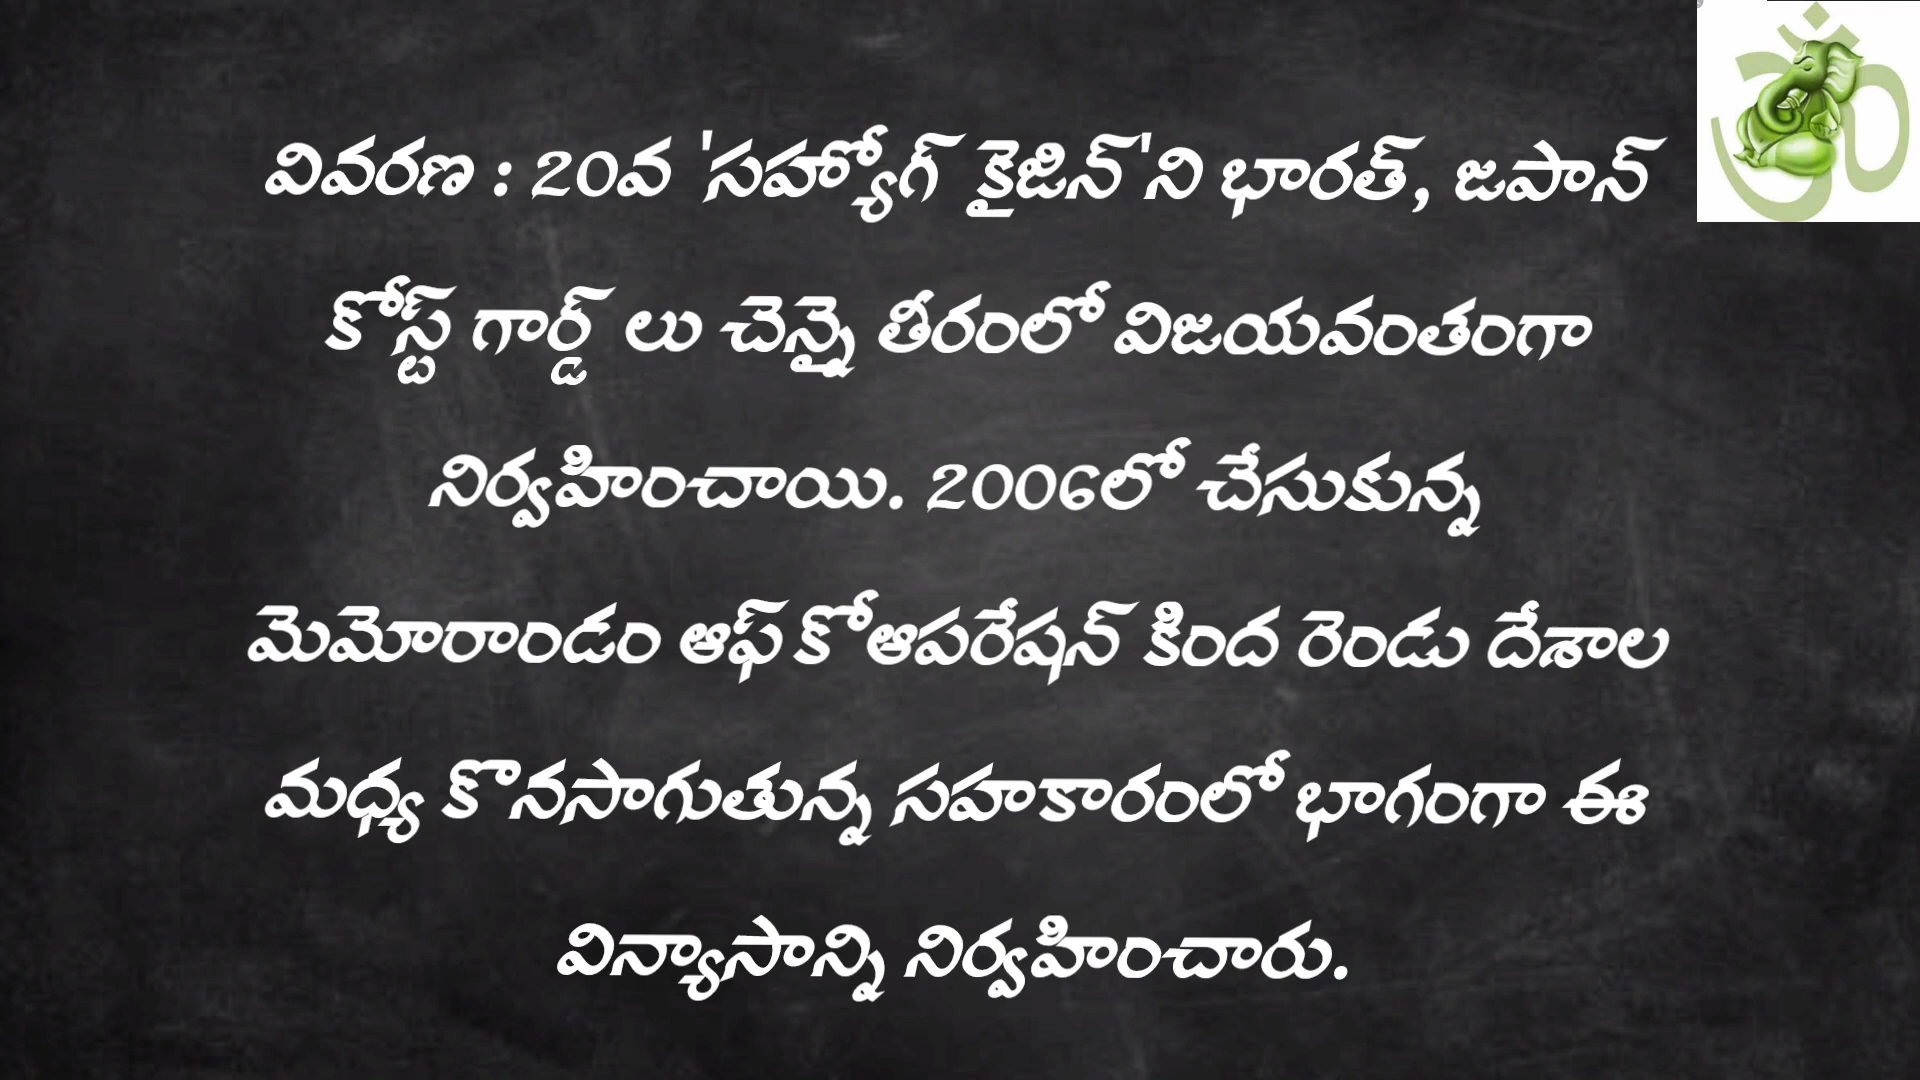 వివరణ : 20వ 'సహ్యోగ్ కైజిన్'ని భారత్, జపాన్
కోస్ట్ గార్డ్ లు చెన్నై తీరంలో విజయవంతంగా
నిర్వహించాయి. 2006లో చేసుకున్న
మెమోరాండం ఆఫ్ కోఆపరేషన్ కింద రెండు దేశాల
మధ్య కొనసాగుతున్న సహకారంలో భాగంగా ఈ
విన్యాసాన్ని నిర్వహించారు.